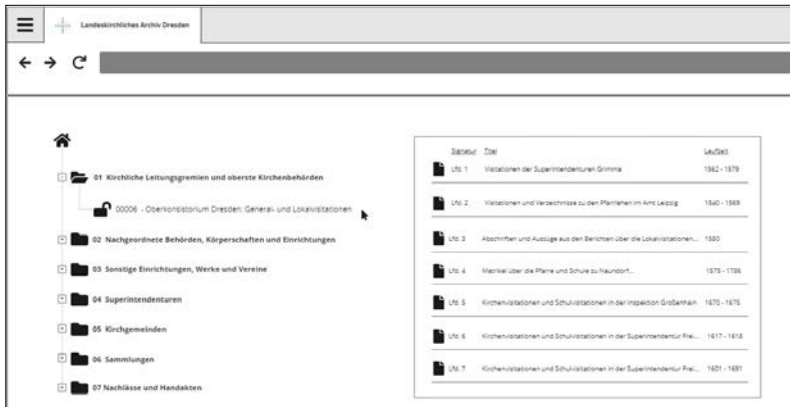 Landeskirchliches Archiv Dresden
01 Kirchliche Leitungsgremien und oberste Kirchenbehörden
00006 - Oberkonsistorium Dresden: General- und Lokalvisitationen
02 Nachgeordnete Behörden, Körperschaften und Einrichtungen
03 Sonstige Einrichtungen, Werke und Vereine
04 Superintendenturen
05 Kirchgemeinden
06 Sammlungen
07 Nachlässe und Handakten
Signatur Titel Laufzeit
Lfd. 1 Visitationen der Superintendenturen Grimma 1562 - 1579
Lfd. 2 Visitationen und Verzeichnisse zu den Pfarrlehen im Amt Leipzig 1540 - 1569
Lfd. 3 Abschriften und Auszüge aus den Berichten über die Lokalvisitationen... 1580
Lfd. 4 Matrikel über die Pfarre und Schule zu Naundorf... 1575 - 1786
Lfd. 5 Kirchenvisitationen und Schulvisitationen in der Inspektion Großenhain 1670 - 1675
Lfd. 6 Kirchenvisitationen und Schulvisitationen in der Superintendentur Frei... 1617 - 1618
Lfd. 7 Kirchenvisitationen und Schulvisitationen in der Superintendentur Frei... 1601 - 1691